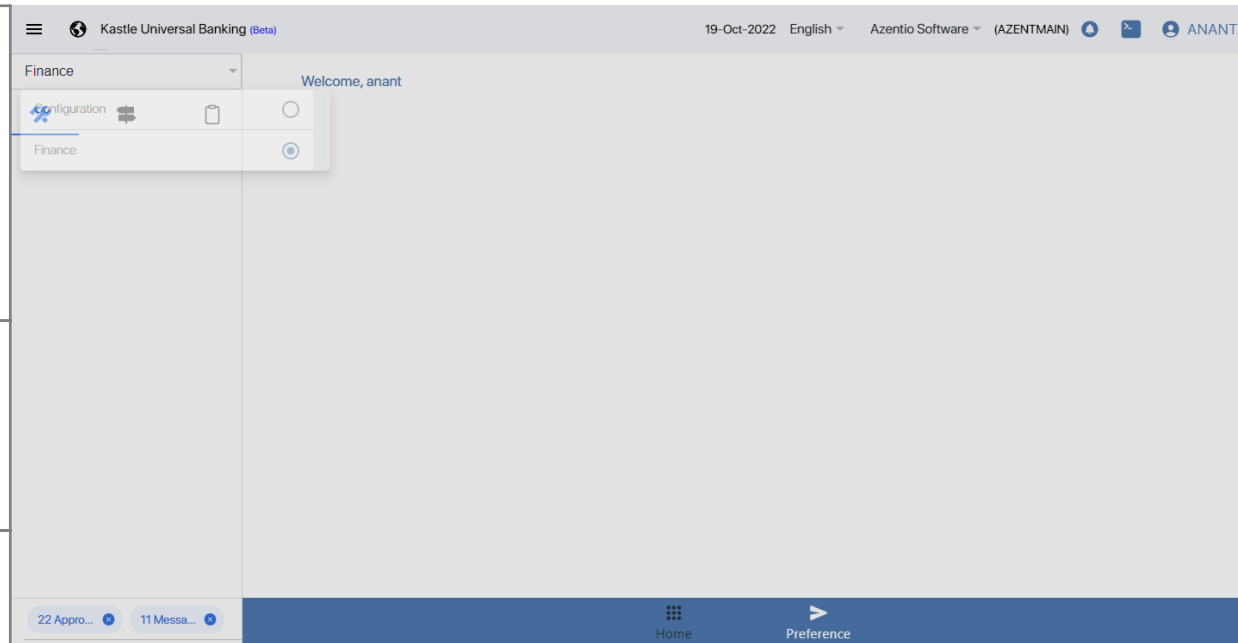 Kastle Universal Banking (Beta) 19-Oct-2022 English Azentio Software (AZENTMAIN) ANANT
Finance
Welcome, anant
Configuration
Finance
22 Appro... 11 Messa...
Home Preference